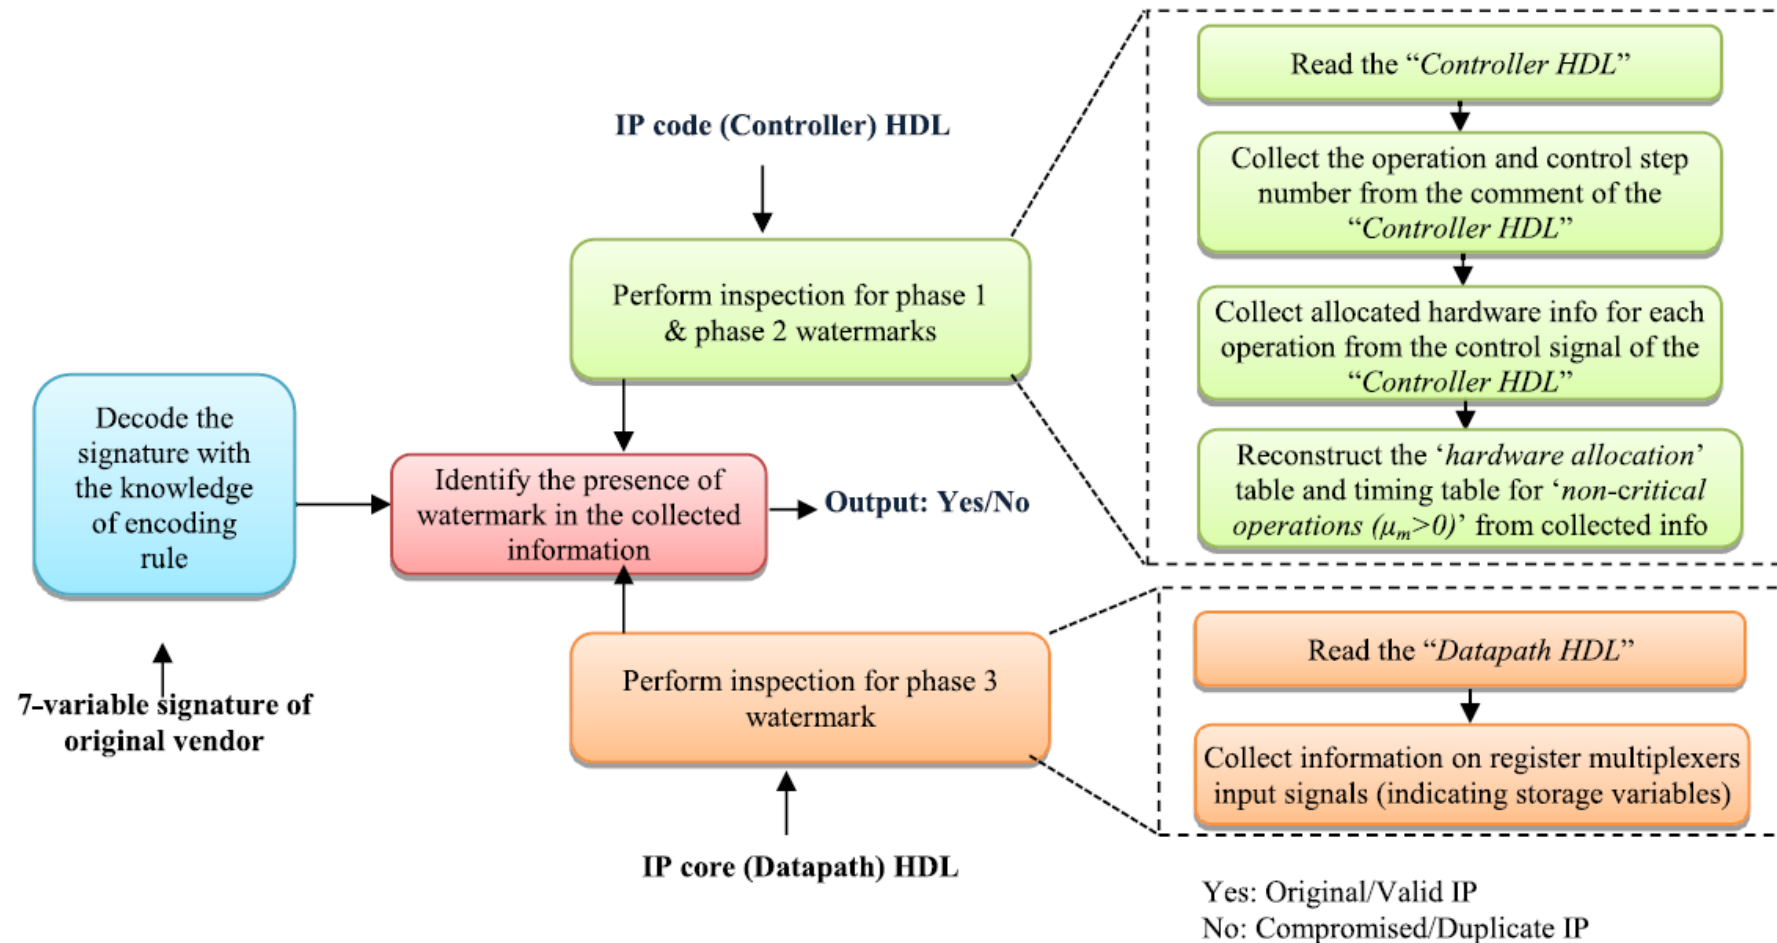 Read the “Controller HDL”
IP code (Controller) HDL
Collect the operation and control step
number from the comment of the
“Controller HDL”
Perform inspection for phase 1
& phase 2 watermarks
Collect allocated hardware info for each
operation from the control signal of the
“Controller HDL”
Decode the
signature with
the knowledge
of encoding
rule
Identify the presence of
watermark in the collected
information
Output: Yes/No
Reconstruct the ‘hardware allocation’
table and timing table for ‘non-critical
operations (μm>0)’ from collected info
7-variable signature of
original vendor
Perform inspection for phase 3
watermark
Read the “Datapath HDL”
Collect information on register multiplexers
input signals (indicating storage variables)
IP core (Datapath) HDL
Yes: Original/Valid IP
No: Compromised/Duplicate IP